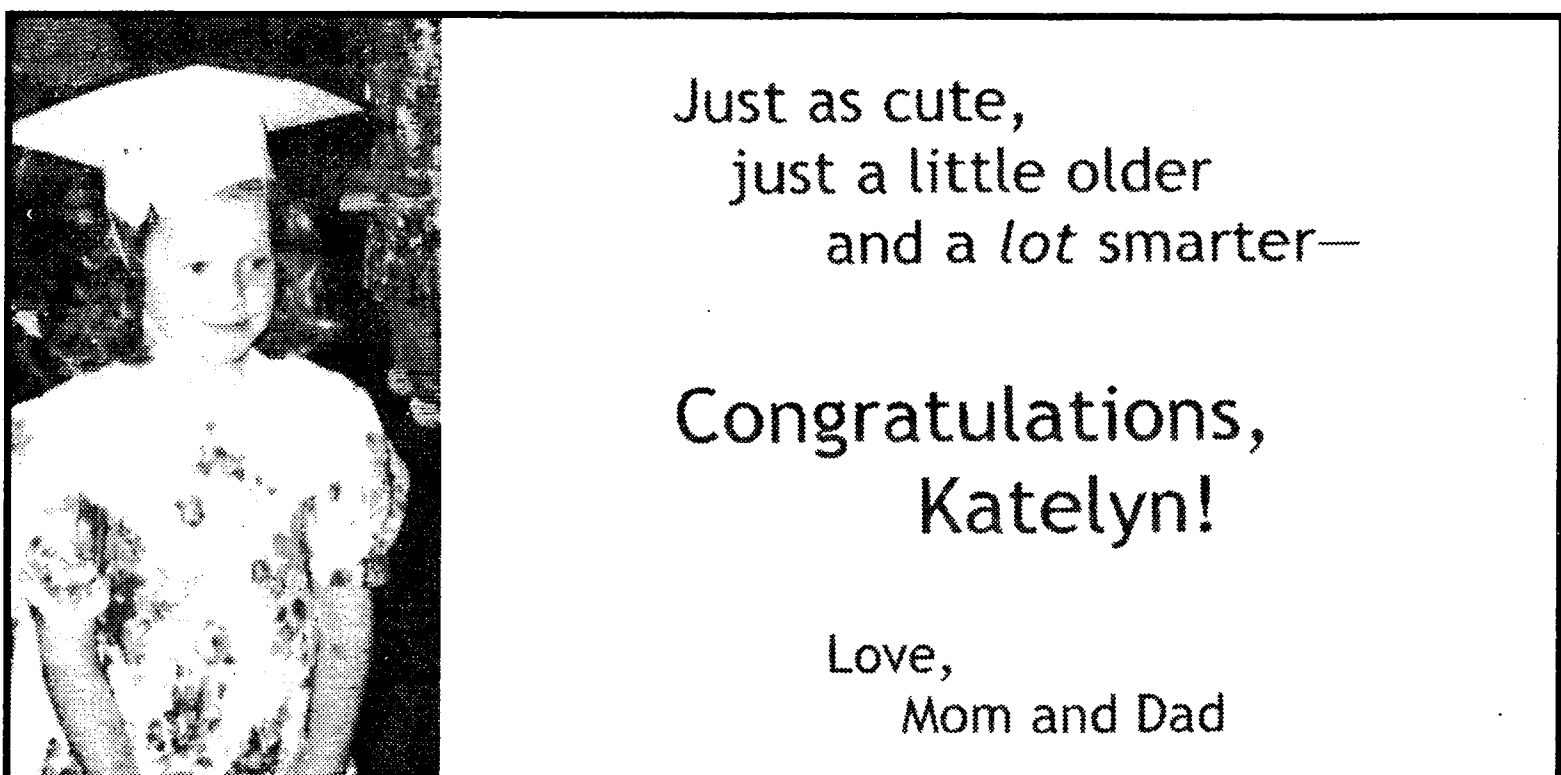 Just as cute,
just a little older
and a lot smarter—
Congratulations,
Katelyn!
Love,
Mom and Dad